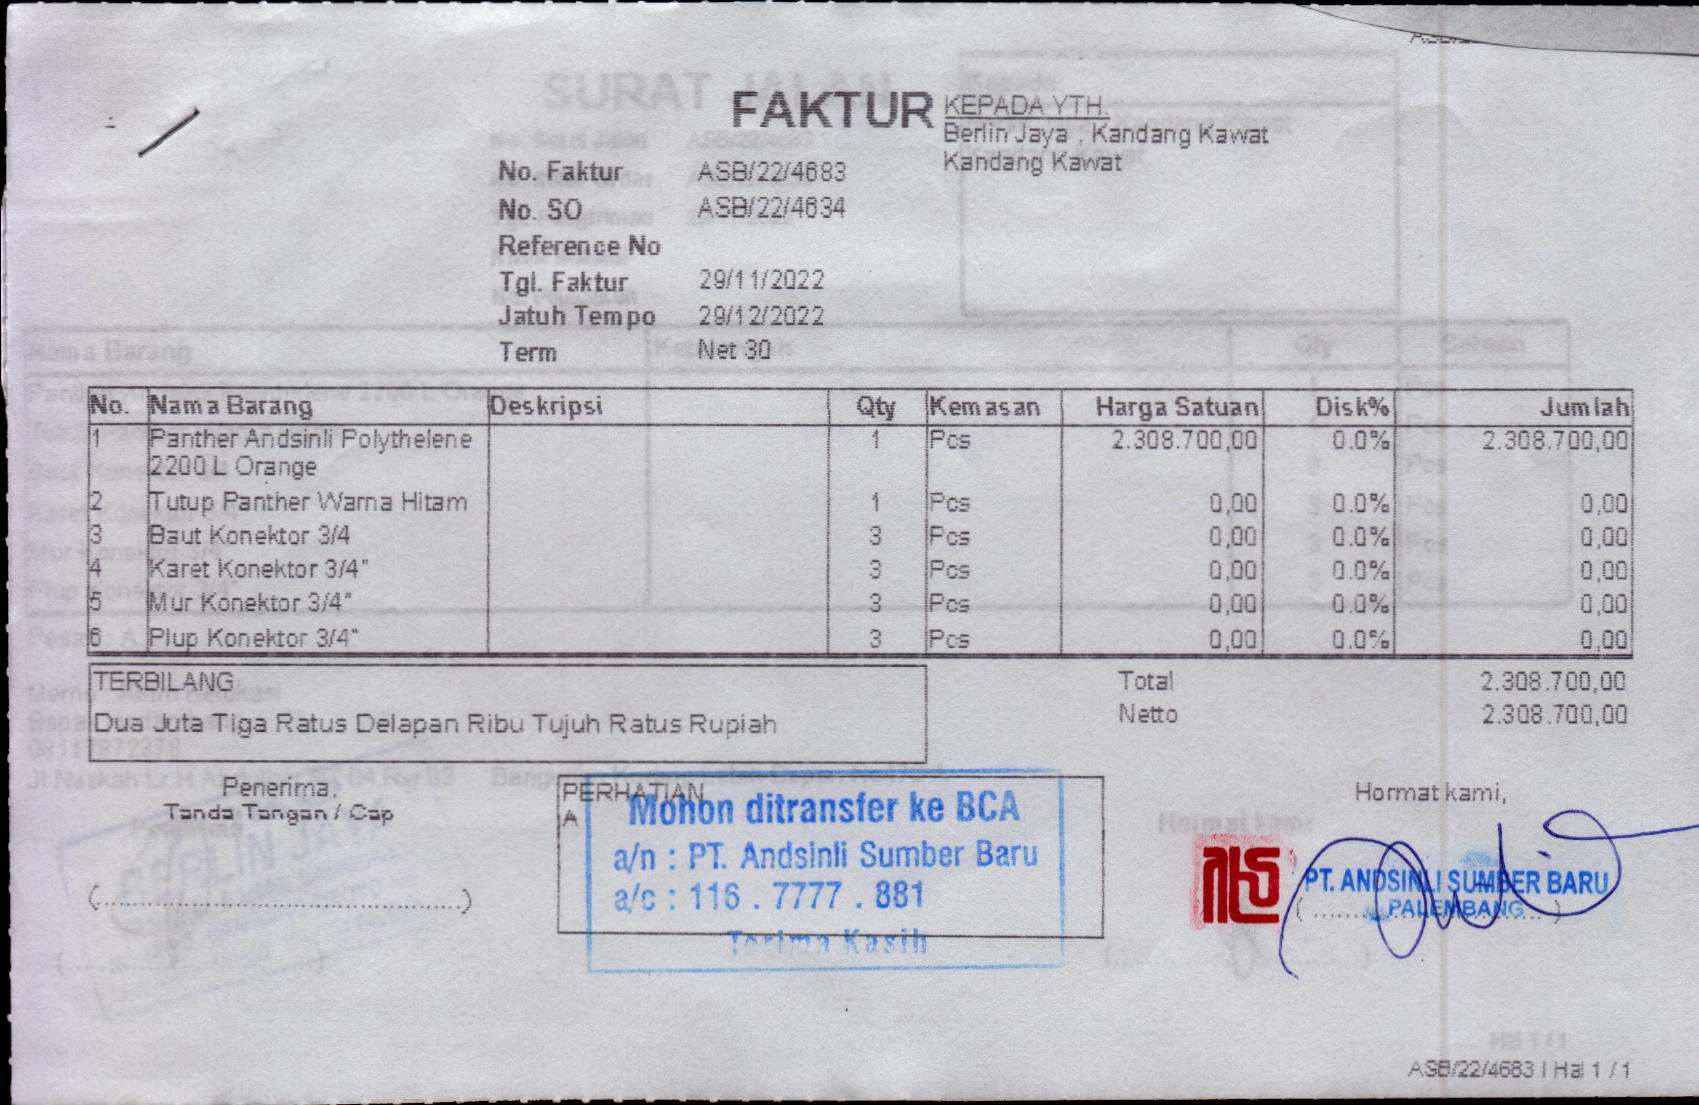 FAKTUR
KEPADA YTH.
Berlin Jaya , Kandang Kawat
Kandang Kawat
No. Faktur ASB/22/4683
No. SO ASB/22/4634
Reference No
Tgl. Faktur 29/11/2022
Jatuh Tempo 29/12/2022
Term Net 30
No. Nama Barang Deskripsi Qty Kemasan Harga Satuan Disk% Jumlah
1 Panther Andsinli Polythelene 1 Pcs 2.308.700,00 0.0% 2.308.700,00
2200 L Orange
2 Tutup Panther Warna Hitam 1 Pcs 0,00 0.0% 0,00
3 Baut Konektor 3/4 3 Pcs 0,00 0.0% 0,00
4 Karet Konektor 3/4" 3 Pcs 0,00 0.0% 0,00
5 Mur Konektor 3/4" 3 Pcs 0,00 0.0% 0,00
6 Plup Konektor 3/4" 3 Pcs 0,00 0.0% 0,00
TERBILANG
Dua Juta Tiga Ratus Delapan Ribu Tujuh Ratus Rupiah
Total 2.308.700,00
Netto 2.308.700,00
Penerima,
Tanda Tangan / Cap
(..................................................)
PERHATIAN
A
Mohon ditransfer ke BCA
a/n : PT. Andsinli Sumber Baru
a/c : 116 . 7777 . 881
Terima Kasih
Hormat kami,
PT. ANDSINLI SUMBER BARU
PALEMBANG
ASB/22/4683 | Hal 1 / 1